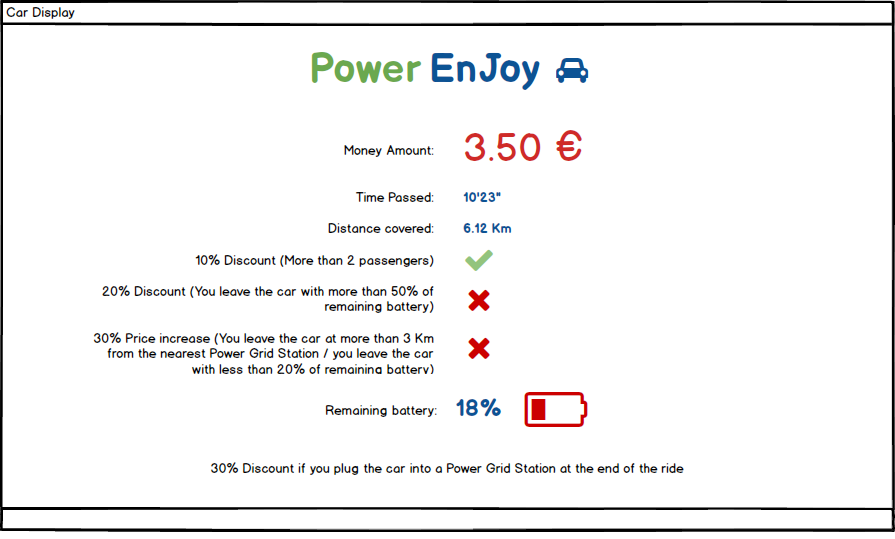 Car Display
Power EnJoy
Money Amount: 3.50 €
Time Passed: 10'23"
Distance covered: 6.12 Km
10% Discount (More than 2 passengers)
20% Discount (You leave the car with more than 50% of
remaining battery)
30% Price increase (You leave the car at more than 3 Km
from the nearest Power Grid Station / you leave the car
with less than 20% of remaining battery)
Remaining battery: 18%
30% Discount if you plug the car into a Power Grid Station at the end of the ride